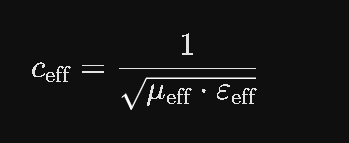 c_eff = 1 / √(μ_eff · ε_eff)